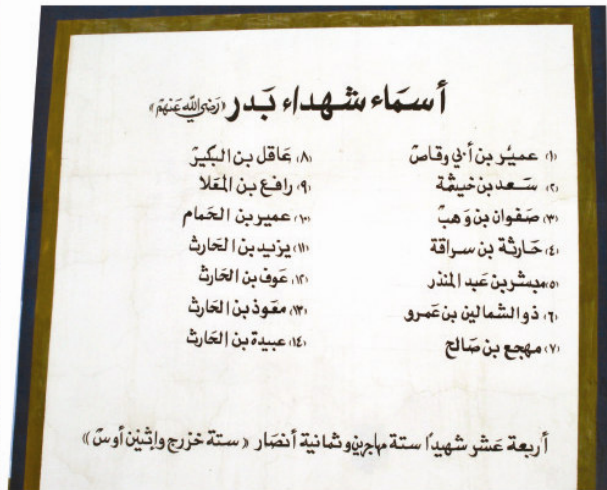 أسماء شهداء بدر (رضي الله عنهم)
(١) عمير بن أبي وقاص
(٢) سعد بن خيثمة
(٣) صفوان بن وهب
(٤) حارثة بن سراقة
(٥) مبشر بن عبد المنذر
(٦) ذو الشمالين بن عمرو
(٧) مهجع بن صالح
(٨) عاقل بن البكير
(٩) رافع بن المعلا
(١٠) عمير بن الحمام
(١١) يزيد بن الحارث
(١٢) عوف بن الحارث
(١٣) معوذ بن الحارث
(١٤) عبيدة بن الحارث
أربعة عشر شهيدًا ستة مهاجرين وثمانية أنصار «ستة خزرج واثنين أوس»